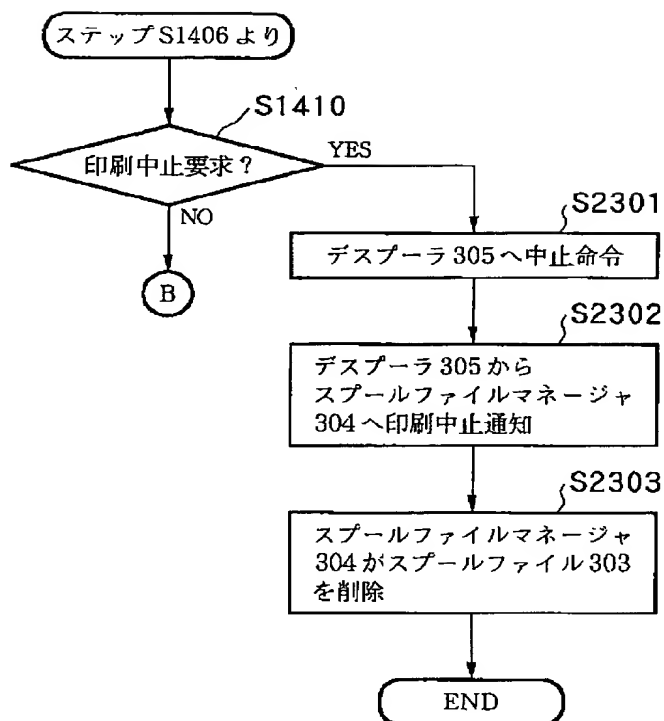 ステップS1406より
S1410
印刷中止要求?
YES
NO
B
S2301
デスプーラ305へ中止命令
S2302
デスプーラ305から
スプールファイルマネージャ
304へ印刷中止通知
S2303
スプールファイルマネージャ
304がスプールファイル303
を削除
END